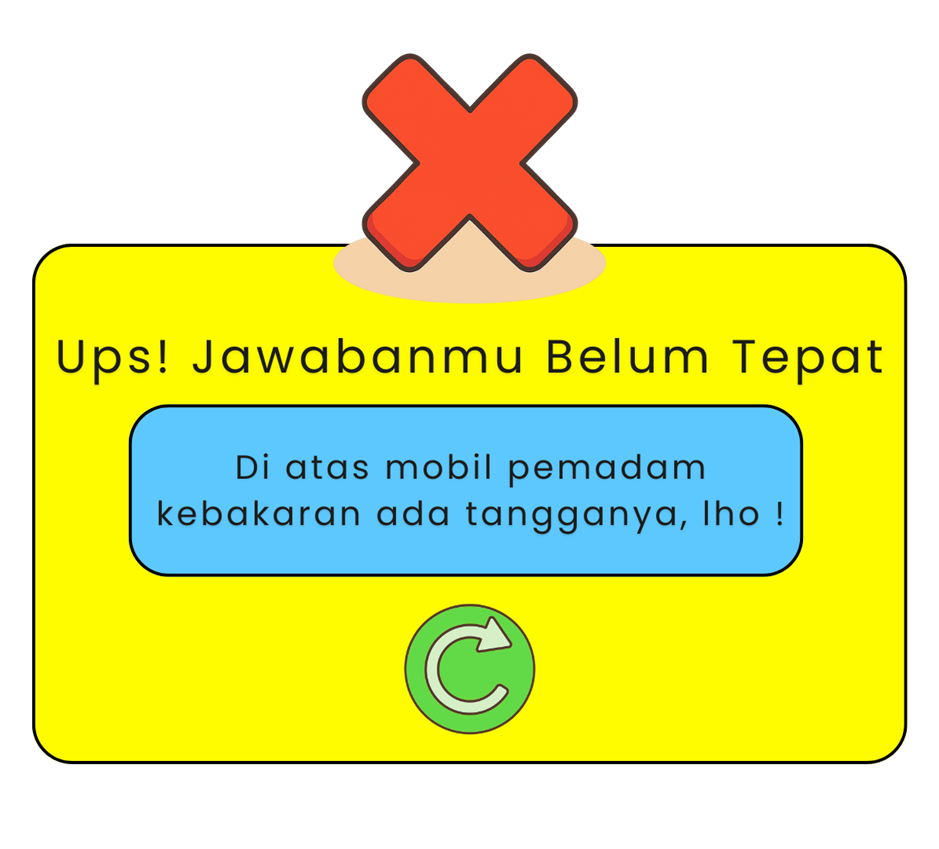 Ups! Jawabanmu Belum Tepat
Di atas mobil pemadam
kebakaran ada tangganya, lho !